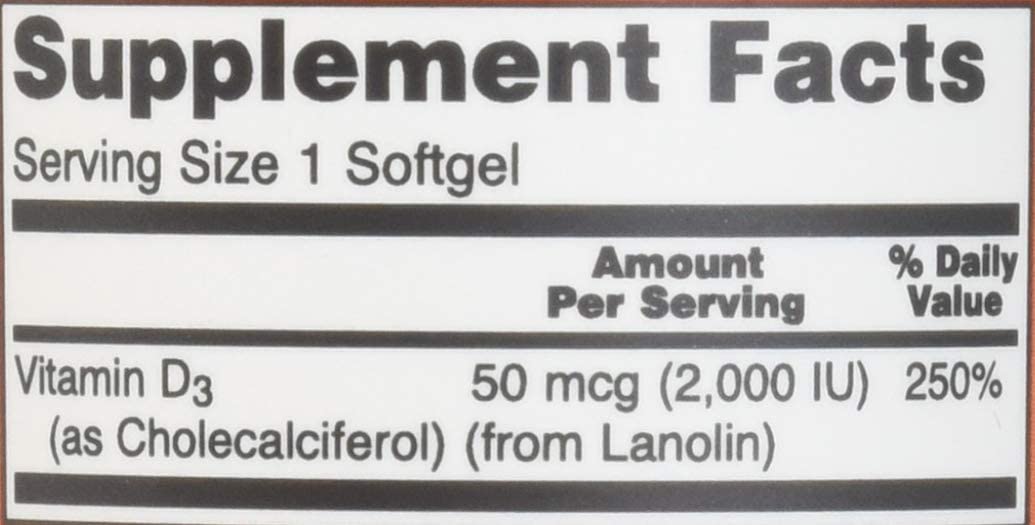 Supplement Facts
Serving Size 1 Softgel
Amount Per Serving
% Daily Value
Vitamin D3 50 mcg (2,000 IU) 250%
(as Cholecalciferol) (from Lanolin)